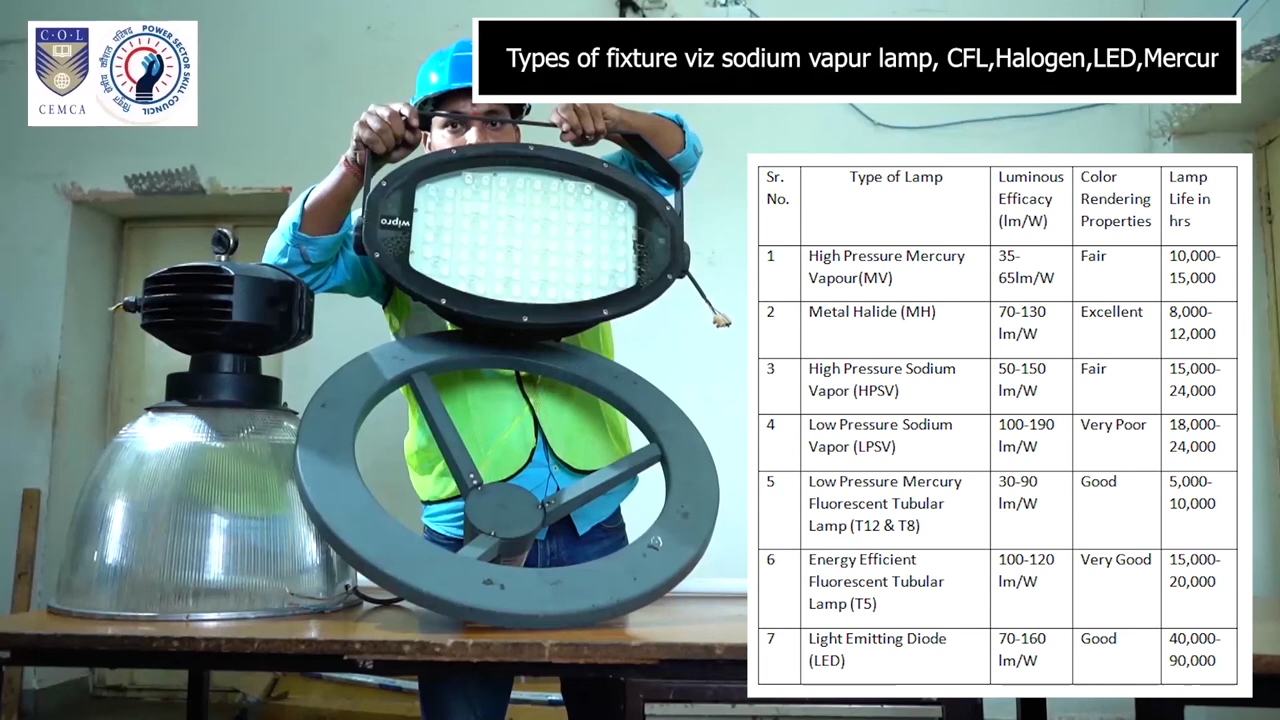 C·O·L
CEMCA
POWER SECTOR SKILL COUNCIL
विद्युत क्षेत्र कौशल परिषद
Types of fixture viz sodium vapur lamp, CFL,Halogen,LED,Mercur
wipro
Sr. No. Type of Lamp Luminous Efficacy (lm/W) Color Rendering Properties Lamp Life in hrs
1 High Pressure Mercury Vapour(MV) 35-65lm/W Fair 10,000-15,000
2 Metal Halide (MH) 70-130 lm/W Excellent 8,000-12,000
3 High Pressure Sodium Vapor (HPSV) 50-150 lm/W Fair 15,000-24,000
4 Low Pressure Sodium Vapor (LPSV) 100-190 lm/W Very Poor 18,000-24,000
5 Low Pressure Mercury Fluorescent Tubular Lamp (T12 & T8) 30-90 lm/W Good 5,000-10,000
6 Energy Efficient Fluorescent Tubular Lamp (T5) 100-120 lm/W Very Good 15,000-20,000
7 Light Emitting Diode (LED) 70-160 lm/W Good 40,000-90,000